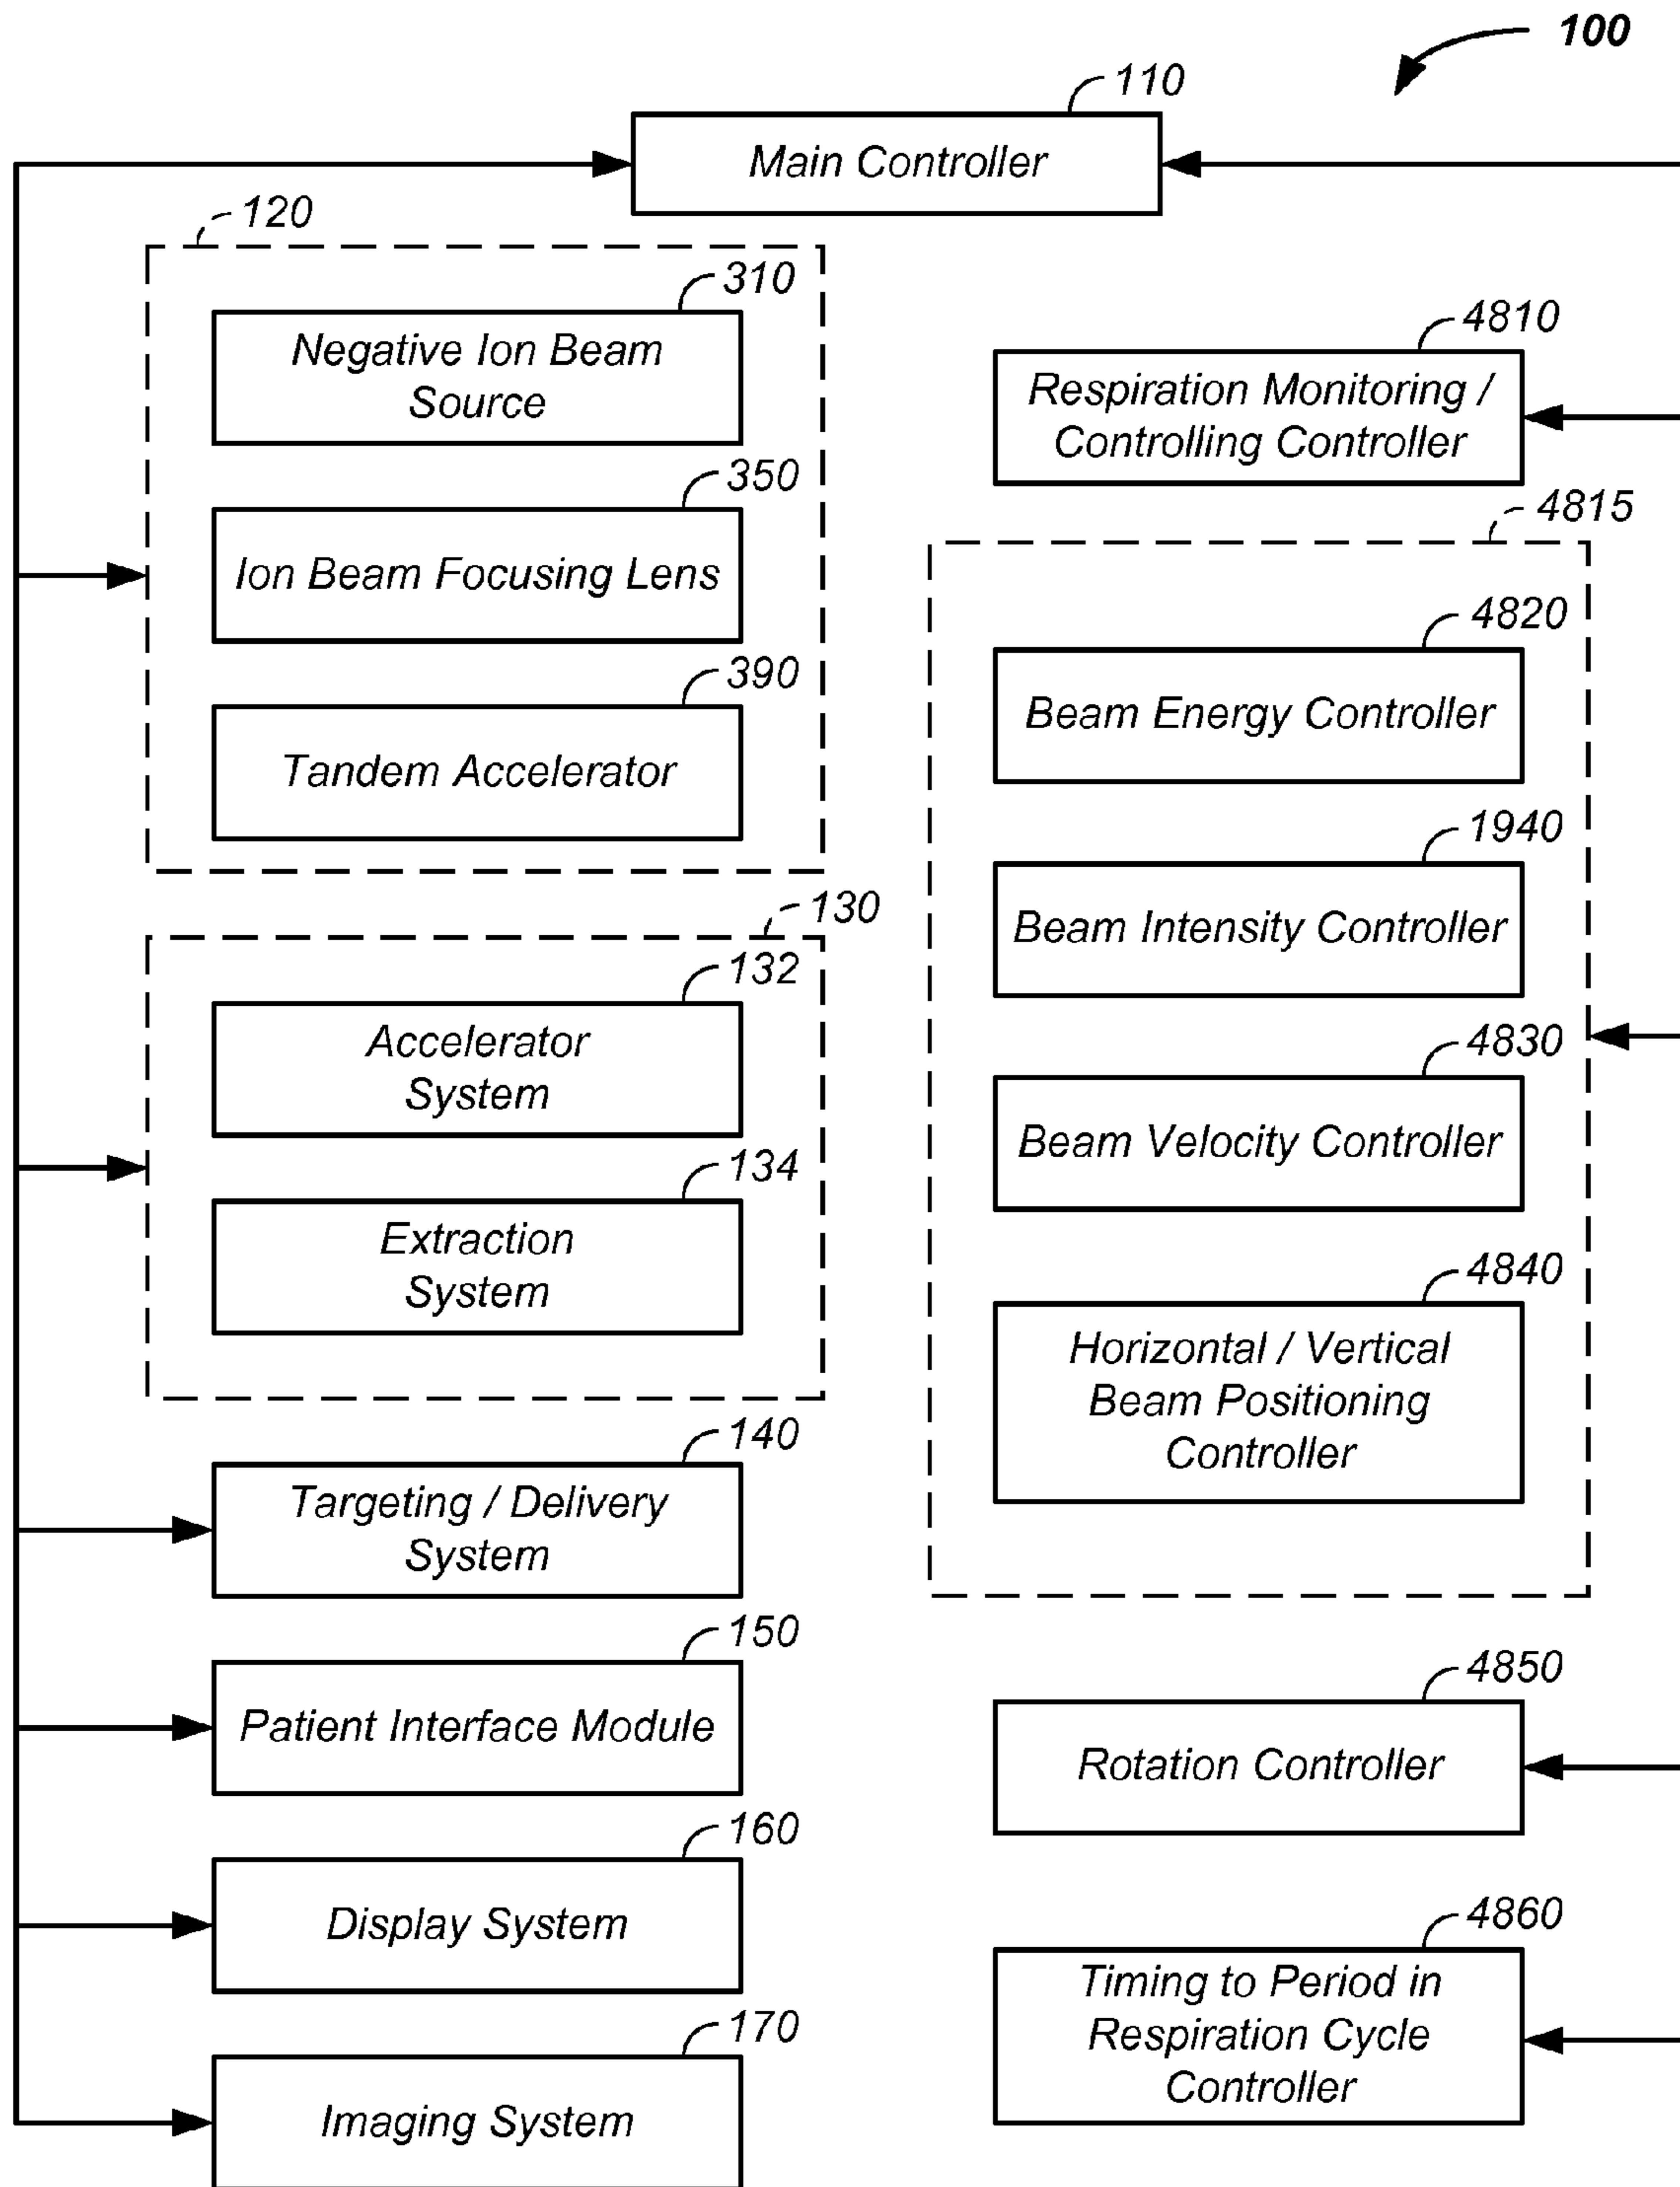 100
110
Main Controller
120
310
Negative Ion Beam
Source
350
Ion Beam Focusing Lens
390
Tandem Accelerator
130
132
Accelerator
System
134
Extraction
System
140
Targeting / Delivery
System
150
Patient Interface Module
160
Display System
170
Imaging System
4810
Respiration Monitoring /
Controlling Controller
4815
4820
Beam Energy Controller
1940
Beam Intensity Controller
4830
Beam Velocity Controller
4840
Horizontal / Vertical
Beam Positioning
Controller
4850
Rotation Controller
4860
Timing to Period in
Respiration Cycle
Controller